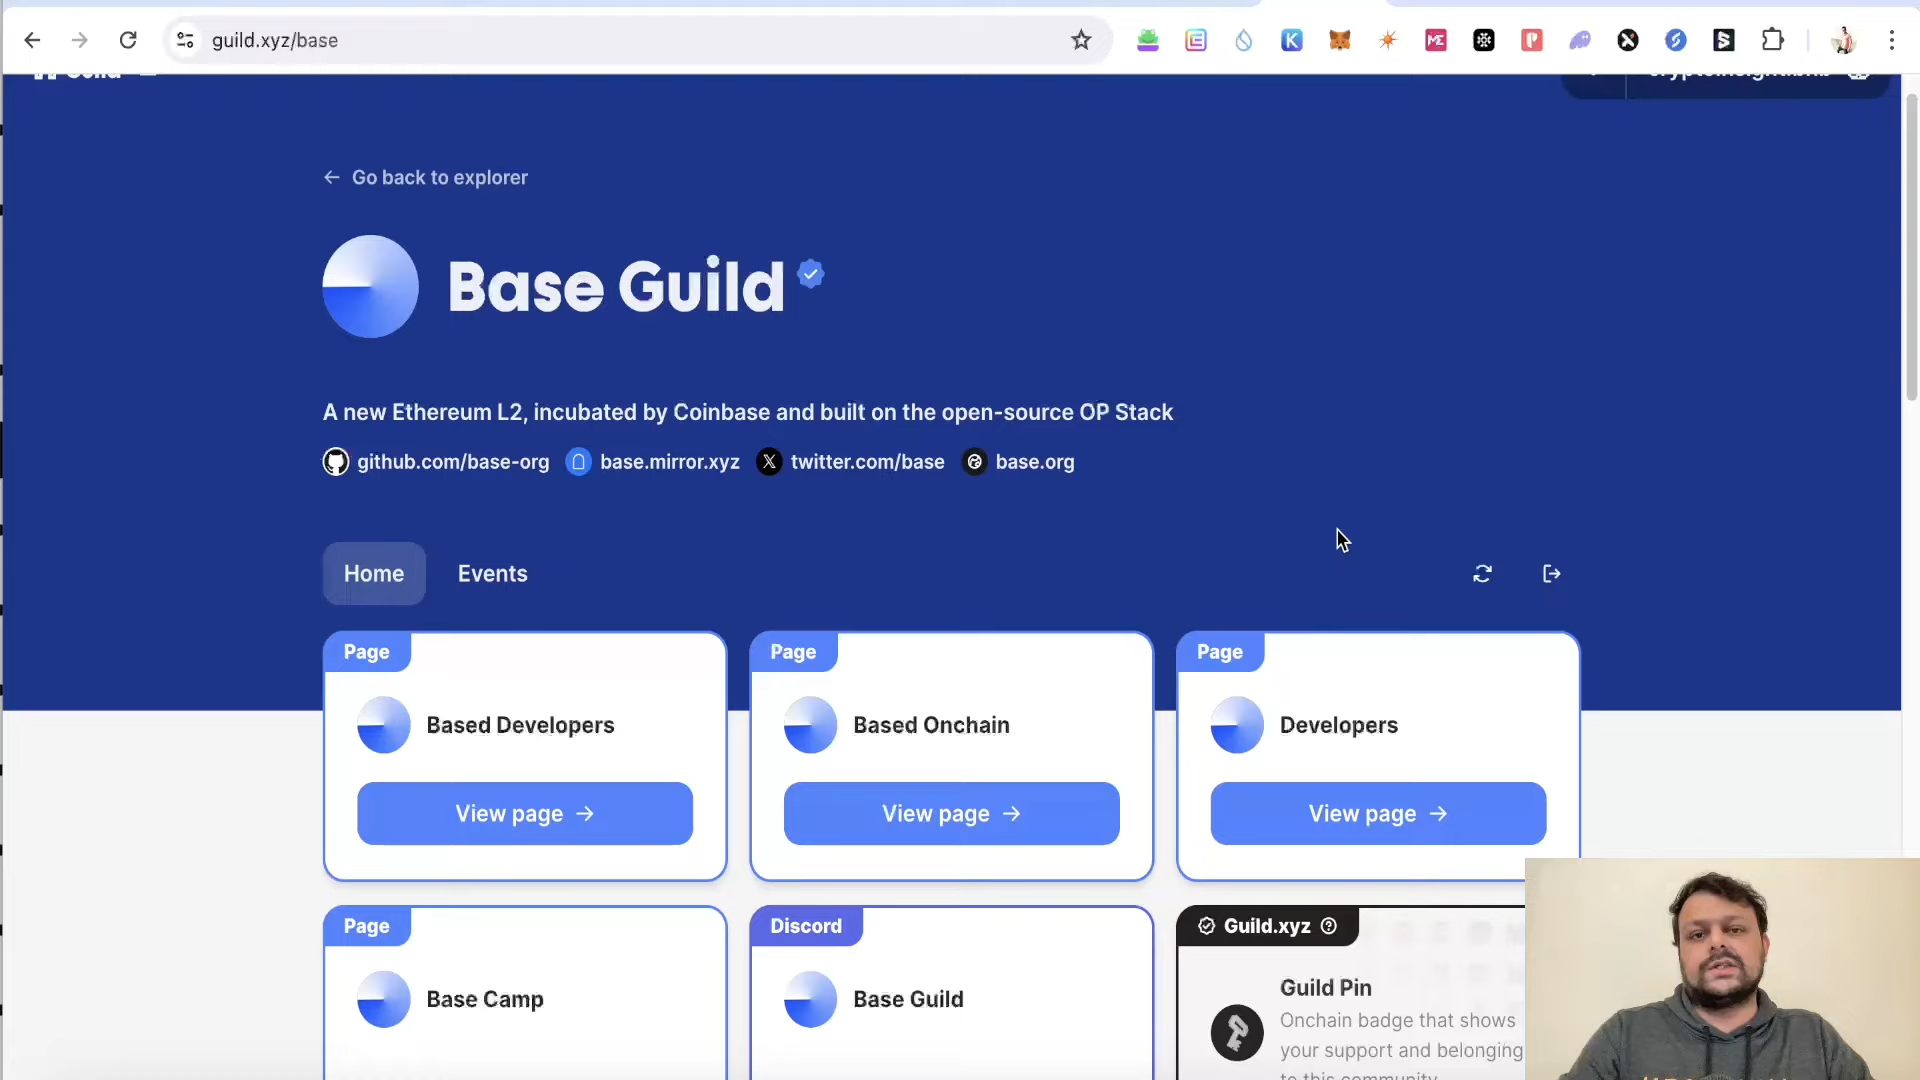 guild.xyz/base
Go back to explorer
Base Guild
A new Ethereum L2, incubated by Coinbase and built on the open-source OP Stack
github.com/base-org base.mirror.xyz twitter.com/base base.org
Home Events
Page Page Page
Based Developers Based Onchain Developers
View page → View page → View page →
Page Discord Guild.xyz
Base Camp Base Guild Guild Pin
Onchain badge that shows
your support and belonging
to this community